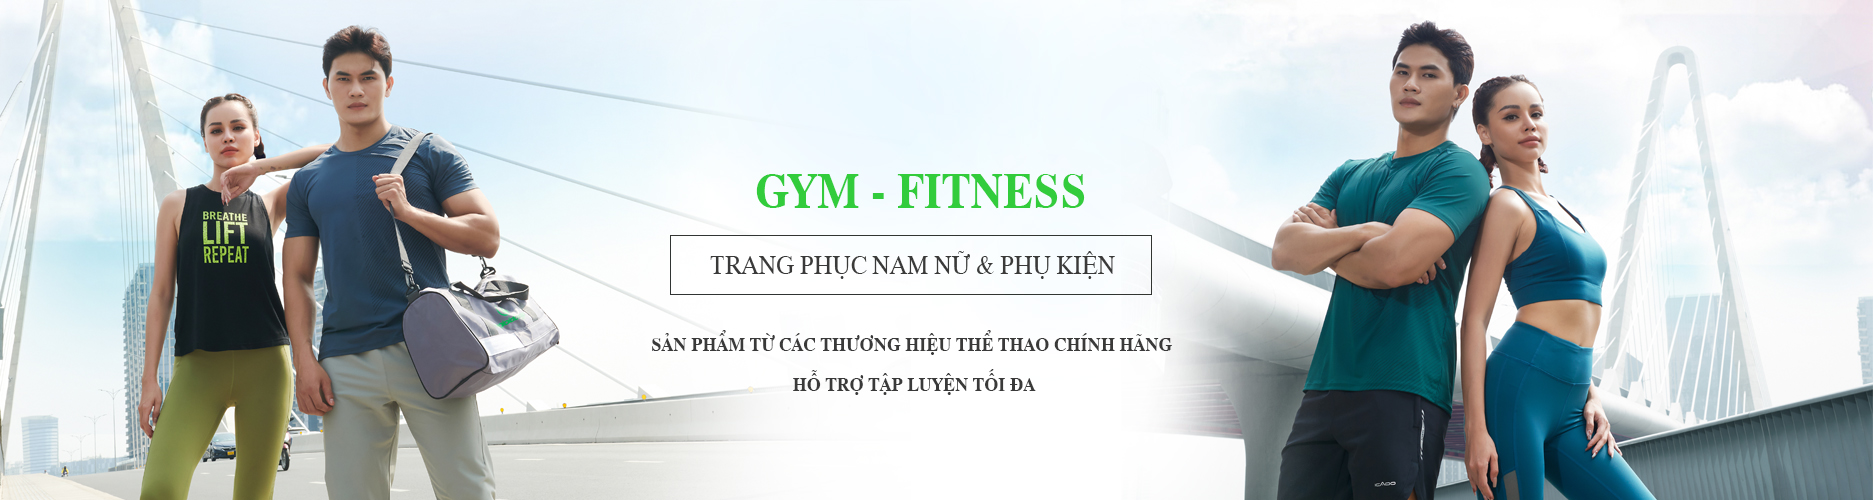 BREATHE
LIFT
REPEAT
GYM - FITNESS
TRANG PHỤC NAM NỮ & PHỤ KIỆN
SẢN PHẨM TỪ CÁC THƯƠNG HIỆU THỂ THAO CHÍNH HÃNG
HỖ TRỢ TẬP LUYỆN TỐI ĐA